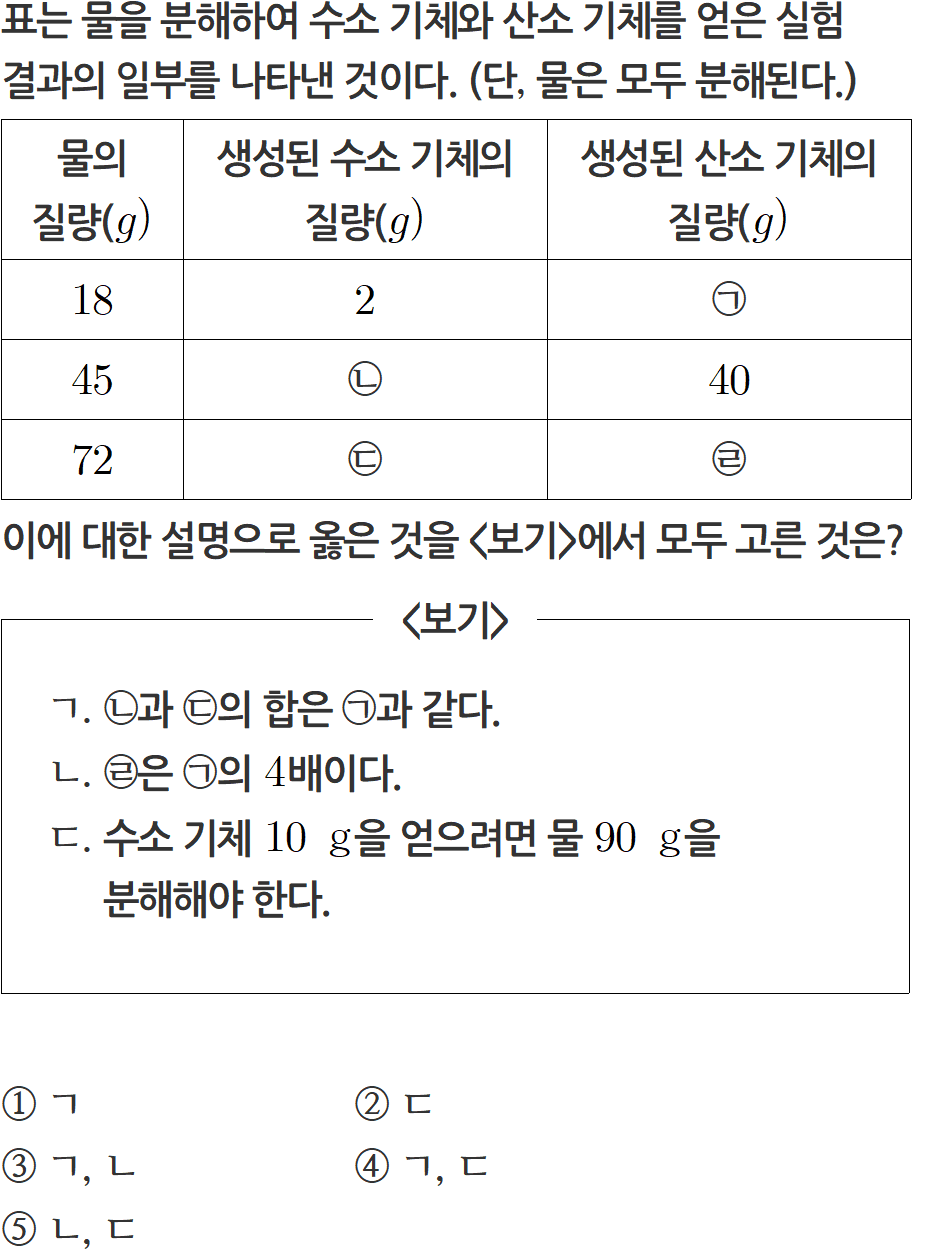 표는 물을 분해하여 수소 기체와 산소 기체를 얻은 실험
결과의 일부를 나타낸 것이다. (단, 물은 모두 분해된다.)
물의 질량(g) 생성된 수소 기체의 질량(g) 생성된 산소 기체의 질량(g)
18 2 ㉠
45 ㉡ 40
72 ㉢ ㉣
이에 대한 설명으로 옳은 것을 <보기>에서 모두 고른 것은?
<보기>
ㄱ. ㉡과 ㉢의 합은 ㉠과 같다.
ㄴ. ㉣은 ㉠의 4배이다.
ㄷ. 수소 기체 10 g을 얻으려면 물 90 g을
분해해야 한다.
① ㄱ ② ㄷ
③ ㄱ, ㄴ ④ ㄱ, ㄷ
⑤ ㄴ, ㄷ